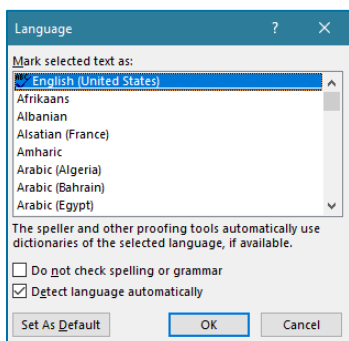 Language ? ×
Mark selected text as:
ABC English (United States)
Afrikaans
Albanian
Alsatian (France)
Amharic
Arabic (Algeria)
Arabic (Bahrain)
Arabic (Egypt)
The speller and other proofing tools automatically use
dictionaries of the selected language, if available.
Do not check spelling or grammar
Detect language automatically
Set As Default OK Cancel